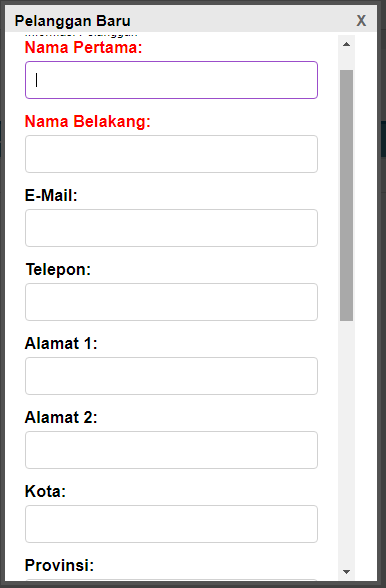 Pelanggan Baru X
Informasi Pelanggan
Nama Pertama:
Nama Belakang:
E-Mail:
Telepon:
Alamat 1:
Alamat 2:
Kota:
Provinsi: